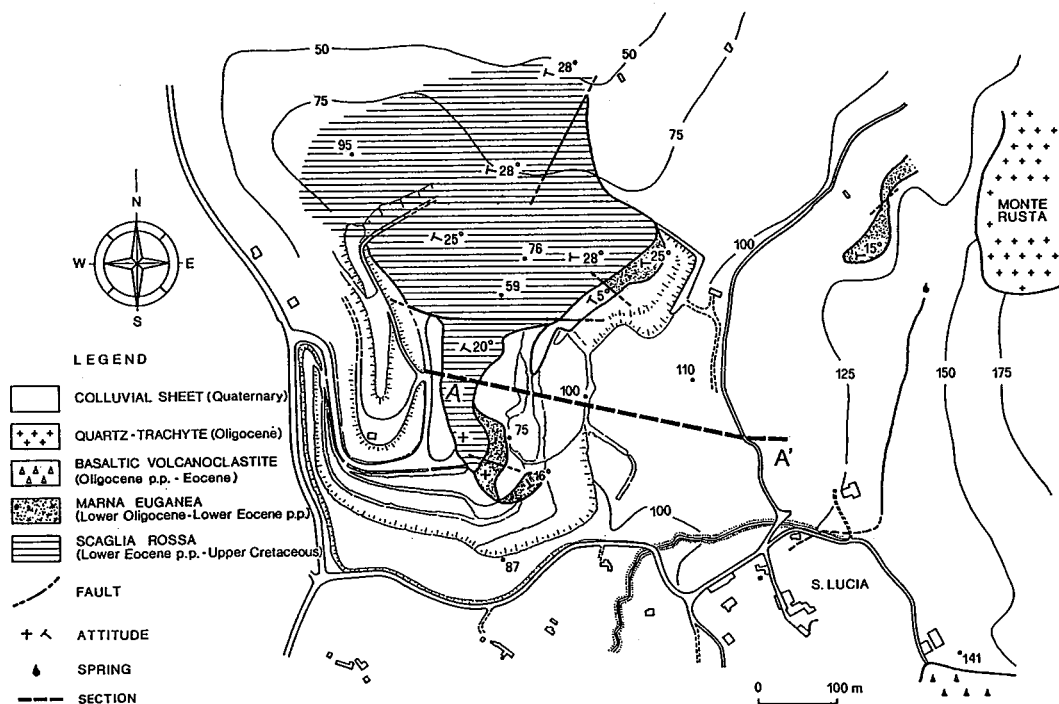 50
50
28°
75
75
95
28°
N
W
E
S
25°
76
28°
25°
59
5°
100
15°
MONTE
RUSTA
LEGEND
COLLUVIAL SHEET (Quaternary)
QUARTZ-TRACHYTE (Oligocene)
BASALTIC VOLCANOCLASTITE
(Oligocene p.p. - Eocene)
MARNA EUGANEA
(Lower Oligocene-Lower Eocene p.p.)
SCAGLIA ROSSA
(Lower Eocene p.p.-Upper Cretaceous)
FAULT
ATTITUDE
SPRING
SECTION
20°
A
100
110
125
150
175
75
A'
16°
100
87
S. LUCIA
141
0
100 m